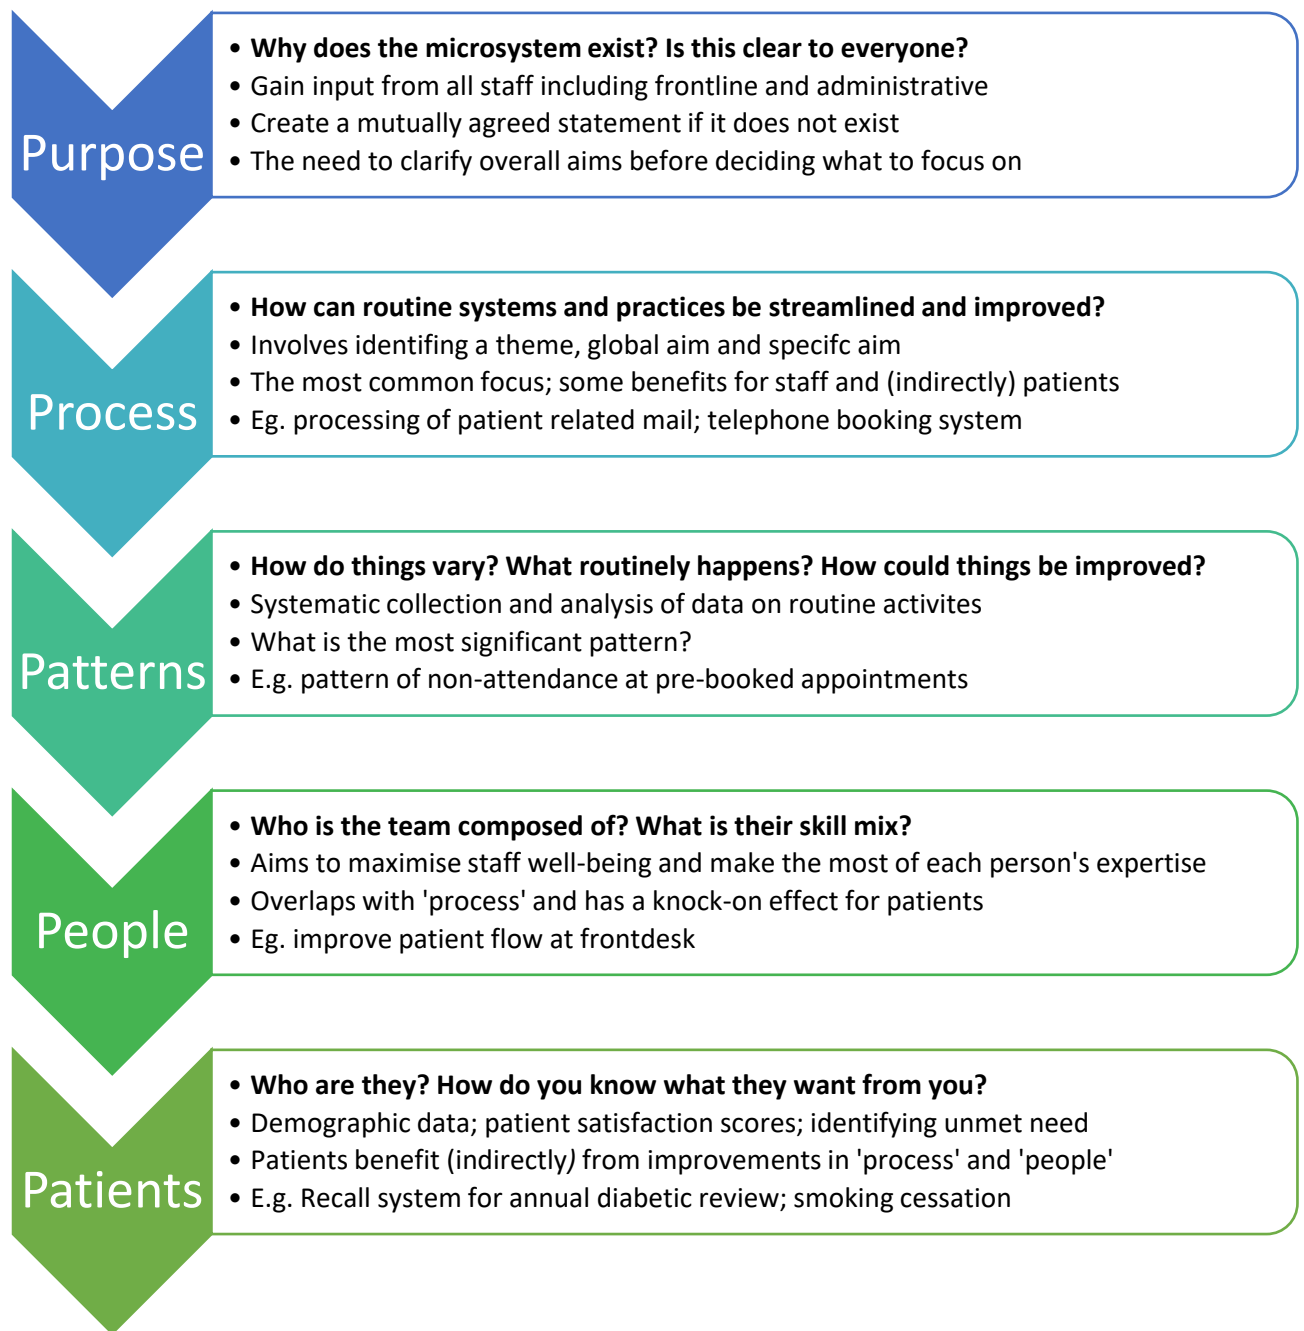 Purpose
• Why does the microsystem exist? Is this clear to everyone?
• Gain input from all staff including frontline and administrative
• Create a mutually agreed statement if it does not exist
• The need to clarify overall aims before deciding what to focus on
Process
• How can routine systems and practices be streamlined and improved?
• Involves identifing a theme, global aim and specifc aim
• The most common focus; some benefits for staff and (indirectly) patients
• Eg. processing of patient related mail; telephone booking system
Patterns
• How do things vary? What routinely happens? How could things be improved?
• Systematic collection and analysis of data on routine activites
• What is the most significant pattern?
• E.g. pattern of non-attendance at pre-booked appointments
People
• Who is the team composed of? What is their skill mix?
• Aims to maximise staff well-being and make the most of each person's expertise
• Overlaps with 'process' and has a knock-on effect for patients
• Eg. improve patient flow at frontdesk
Patients
• Who are they? How do you know what they want from you?
• Demographic data; patient satisfaction scores; identifying unmet need
• Patients benefit (indirectly) from improvements in 'process' and 'people'
• E.g. Recall system for annual diabetic review; smoking cessation